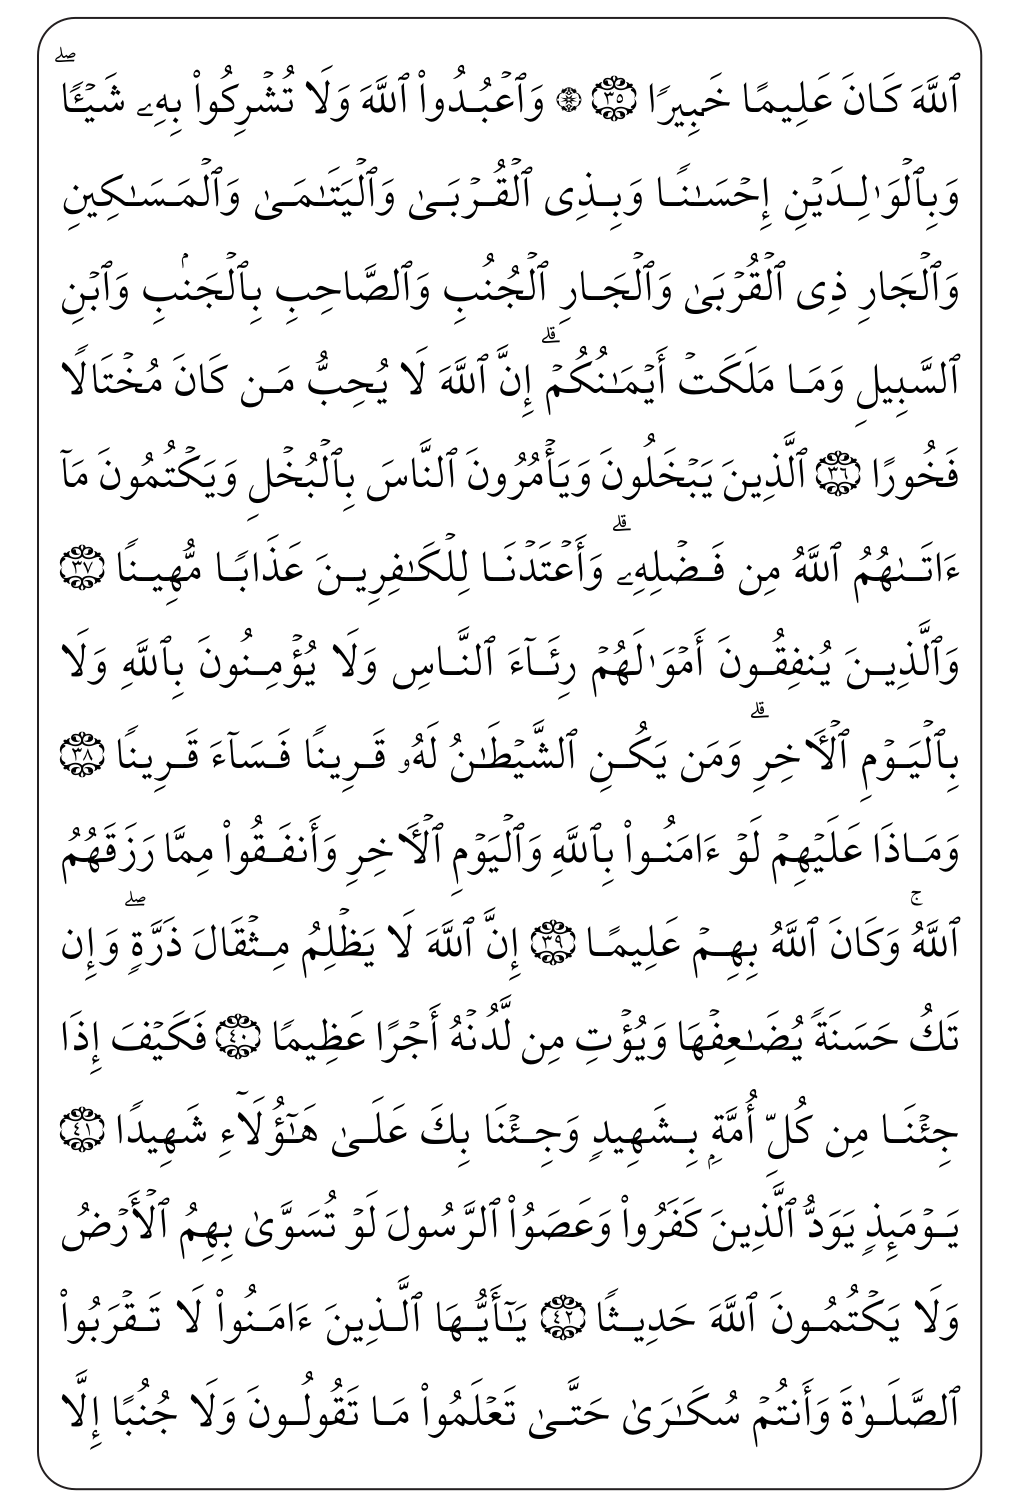 ٱللَّهَ كَانَ عَلِيمًا خَبِيرًا ٣٥ ۞ وَٱعۡبُدُواْ ٱللَّهَ وَلَا تُشۡرِكُواْ بِهِۦ شَيۡـًٔاۖ
وَبِٱلۡوَٰلِدَيۡنِ إِحۡسَٰنٗا وَبِذِي ٱلۡقُرۡبَىٰ وَٱلۡيَتَٰمَىٰ وَٱلۡمَسَٰكِينِ
وَٱلۡجَارِ ذِي ٱلۡقُرۡبَىٰ وَٱلۡجَارِ ٱلۡجُنُبِ وَٱلصَّاحِبِ بِٱلۡجَنۢبِ وَٱبۡنِ
ٱلسَّبِيلِ وَمَا مَلَكَتۡ أَيۡمَٰنُكُمۡۗ إِنَّ ٱللَّهَ لَا يُحِبُّ مَن كَانَ مُخۡتَالٗا
فَخُورًا ٣٦ ٱلَّذِينَ يَبۡخَلُونَ وَيَأۡمُرُونَ ٱلنَّاسَ بِٱلۡبُخۡلِ وَيَكۡتُمُونَ مَآ
ءَاتَىٰهُمُ ٱللَّهُ مِن فَضۡلِهِۦۗ وَأَعۡتَدۡنَا لِلۡكَٰفِرِينَ عَذَابٗا مُّهِينٗا ٣٧
وَٱلَّذِينَ يُنفِقُونَ أَمۡوَٰلَهُمۡ رِئَآءَ ٱلنَّاسِ وَلَا يُؤۡمِنُونَ بِٱللَّهِ وَلَا
بِٱلۡيَوۡمِ ٱلۡأٓخِرِۗ وَمَن يَكُنِ ٱلشَّيۡطَٰنُ لَهُۥ قَرِينٗا فَسَآءَ قَرِينٗا ٣٨
وَمَاذَا عَلَيۡهِمۡ لَوۡ ءَامَنُواْ بِٱللَّهِ وَٱلۡيَوۡمِ ٱلۡأٓخِرِ وَأَنفَقُواْ مِمَّا رَزَقَهُمُ
ٱللَّهُۚ وَكَانَ ٱللَّهُ بِهِمۡ عَلِيمًا ٣٩ إِنَّ ٱللَّهَ لَا يَظۡلِمُ مِثۡقَالَ ذَرَّةٖۖ وَإِن
تَكُ حَسَنَةٗ يُضَٰعِفۡهَا وَيُؤۡتِ مِن لَّدُنۡهُ أَجۡرًا عَظِيمٗا ٤٠ فَكَيۡفَ إِذَا
جِئۡنَا مِن كُلِّ أُمَّةِۭ بِشَهِيدٖ وَجِئۡنَا بِكَ عَلَىٰ هَٰٓؤُلَآءِ شَهِيدٗا ٤١
يَوۡمَئِذٖ يَوَدُّ ٱلَّذِينَ كَفَرُواْ وَعَصَوُاْ ٱلرَّسُولَ لَوۡ تُسَوَّىٰ بِهِمُ ٱلۡأَرۡضُ
وَلَا يَكۡتُمُونَ ٱللَّهَ حَدِيثٗا ٤٢ يَٰٓأَيُّهَا ٱلَّذِينَ ءَامَنُواْ لَا تَقۡرَبُواْ
ٱلصَّلَوٰةَ وَأَنتُمۡ سُكَٰرَىٰ حَتَّىٰ تَعۡلَمُواْ مَا تَقُولُونَ وَلَا جُنُبًا إِلَّا